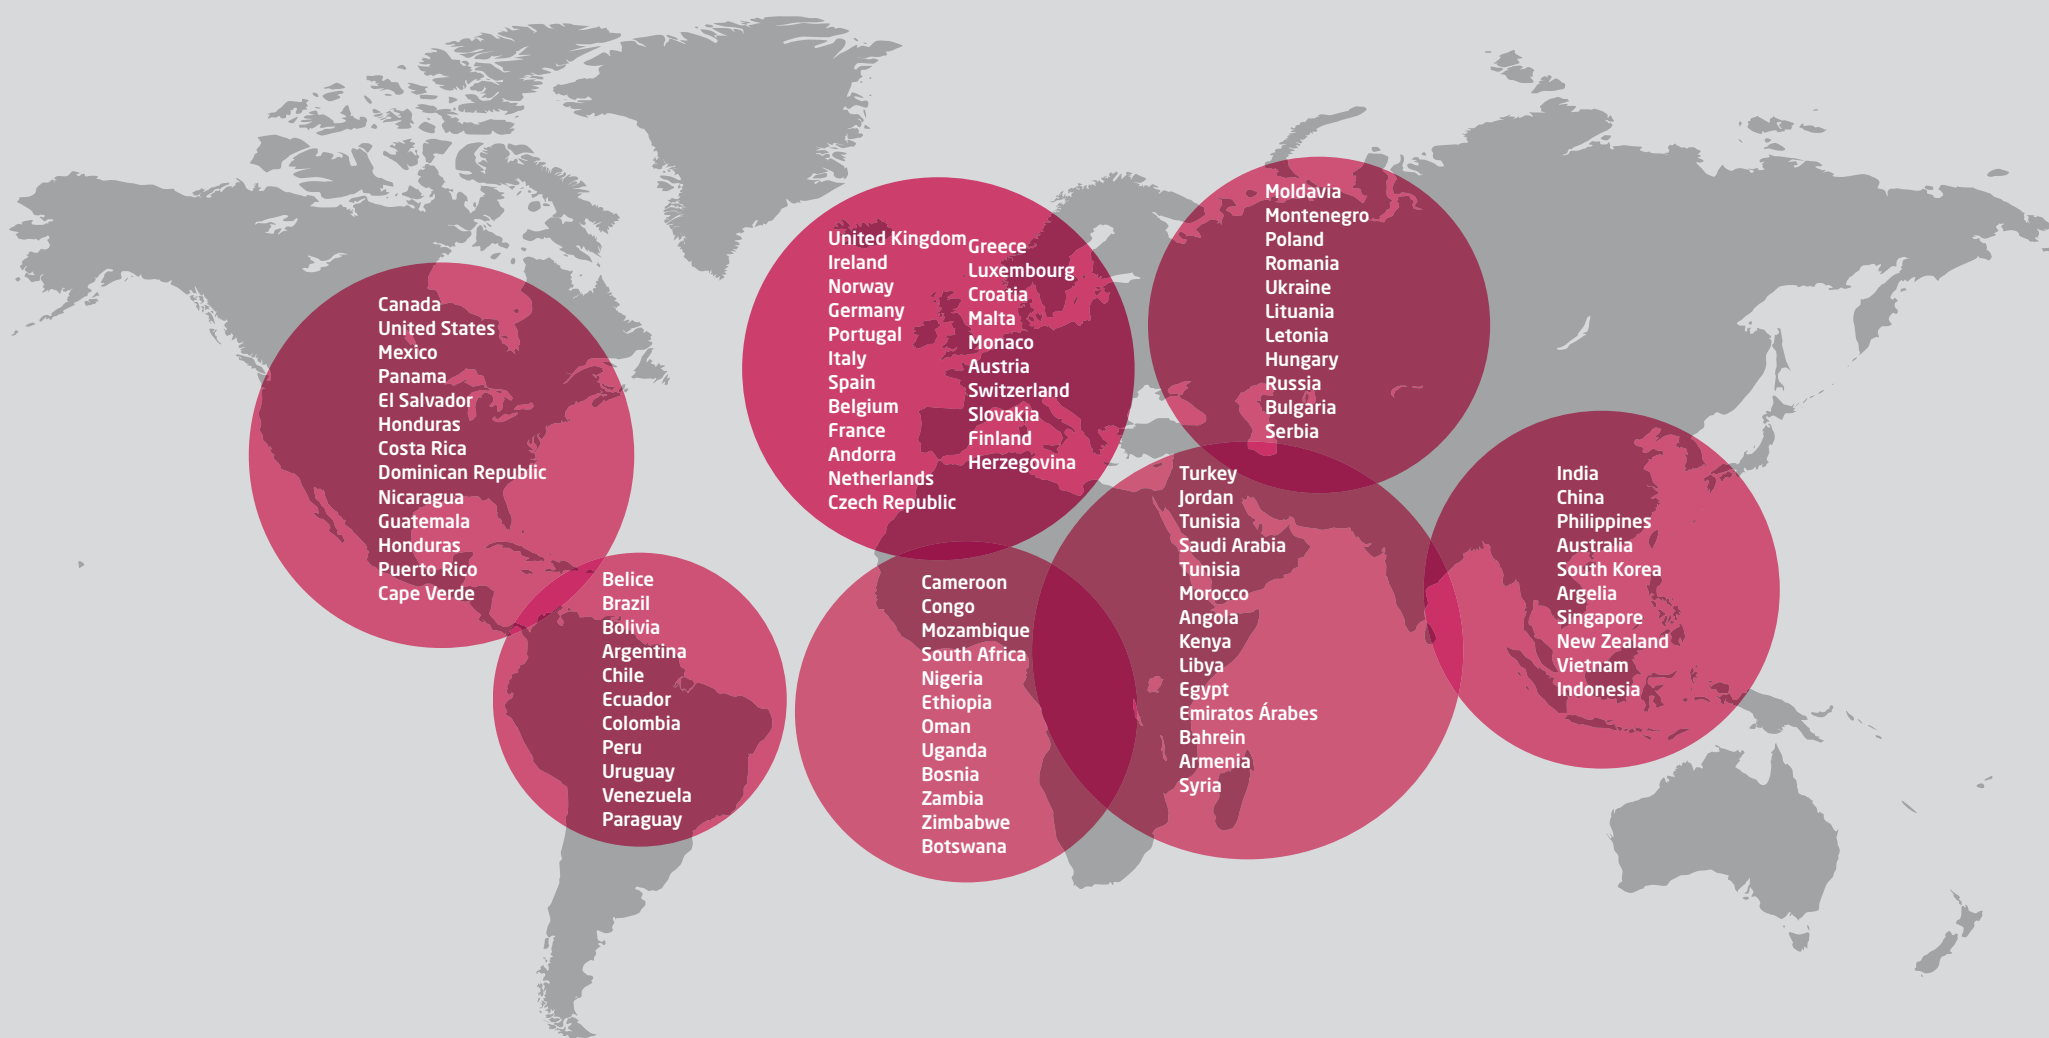 Canada
United States
Mexico
Panama
El Salvador
Honduras
Costa Rica
Dominican Republic
Nicaragua
Guatemala
Honduras
Puerto Rico
Cape Verde
Belice
Brazil
Bolivia
Argentina
Chile
Ecuador
Colombia
Peru
Uruguay
Venezuela
Paraguay
United Kingdom
Ireland
Norway
Germany
Portugal
Italy
Spain
Belgium
France
Andorra
Netherlands
Czech Republic
Greece
Luxembourg
Croatia
Malta
Monaco
Austria
Switzerland
Slovakia
Finland
Herzegovina
Cameroon
Congo
Mozambique
South Africa
Nigeria
Ethiopia
Oman
Uganda
Bosnia
Zambia
Zimbabwe
Botswana
Moldavia
Montenegro
Poland
Romania
Ukraine
Lituania
Letonia
Hungary
Russia
Bulgaria
Serbia
Turkey
Jordan
Tunisia
Saudi Arabia
Tunisia
Morocco
Angola
Kenya
Libya
Egypt
Emiratos Árabes
Bahrein
Armenia
Syria
India
China
Philippines
Australia
South Korea
Argelia
Singapore
New Zealand
Vietnam
Indonesia